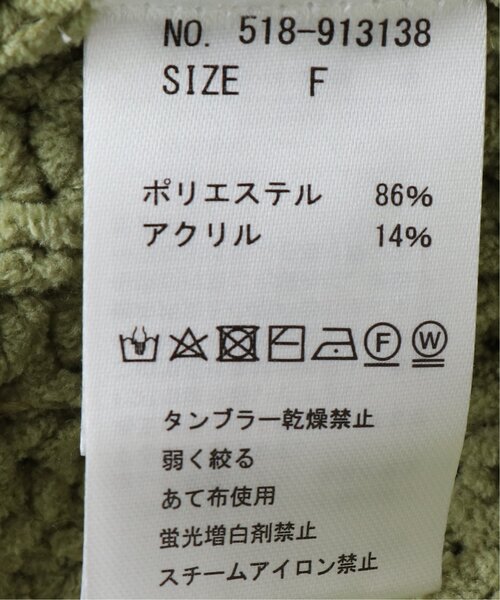 NO. 518-913138
SIZE F
ポリエステル 86%
アクリル 14%
F W
タンブラー乾燥禁止
弱く絞る
あて布使用
蛍光増白剤禁止
スチームアイロン禁止